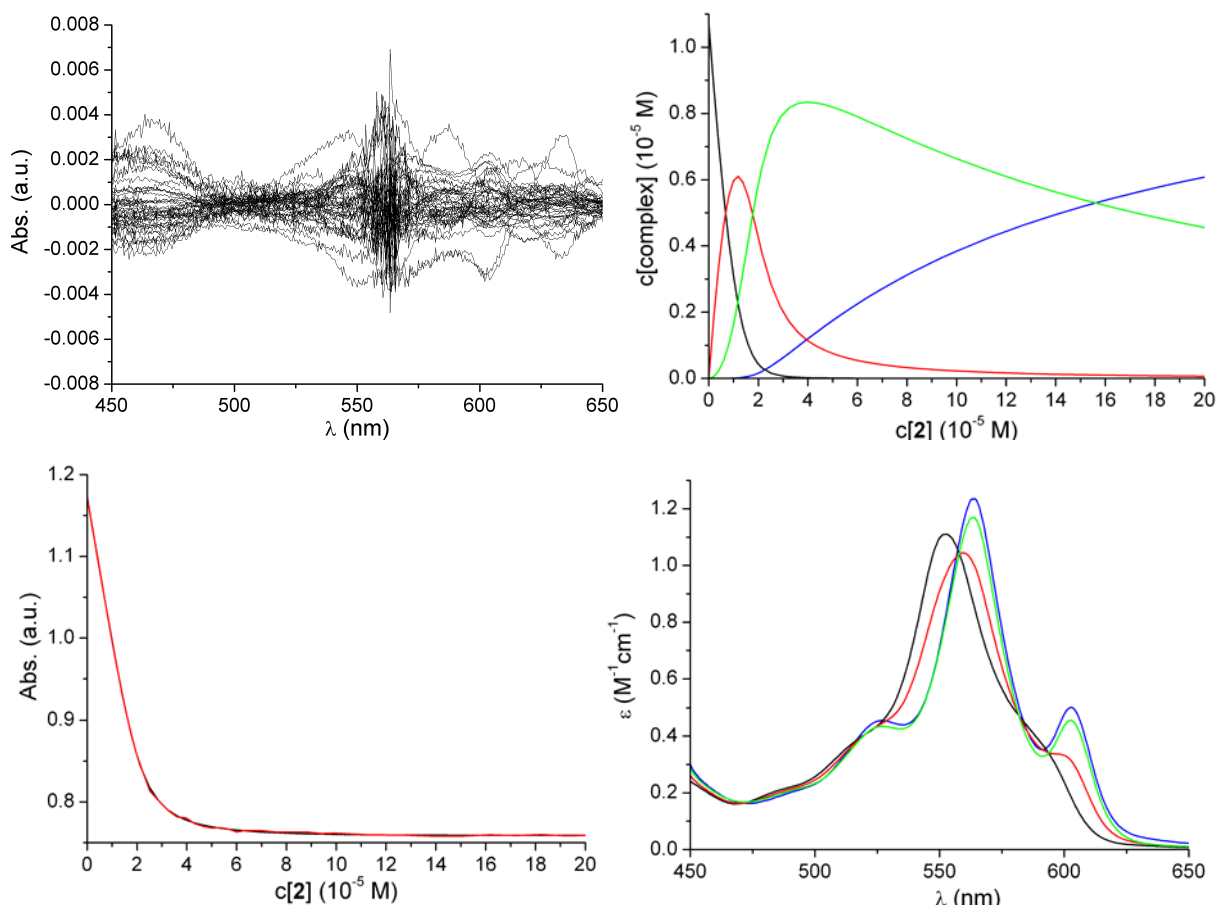 0.008
0.006
0.004
0.002
0.000
-0.002
-0.004
-0.006
-0.008
Abs. (a.u.)
450 500 550 600 650
λ (nm)
1.0
0.8
0.6
0.4
0.2
0.0
c[complex] (10⁻⁵ M)
0 2 4 6 8 10 12 14 16 18 20
c[2] (10⁻⁵ M)
1.2
1.1
1.0
0.9
0.8
Abs. (a.u.)
0 2 4 6 8 10 12 14 16 18 20
c[2] (10⁻⁵ M)
1.2
1.0
0.8
0.6
0.4
0.2
0.0
ε (M⁻¹cm⁻¹)
450 500 550 600 650
λ (nm)